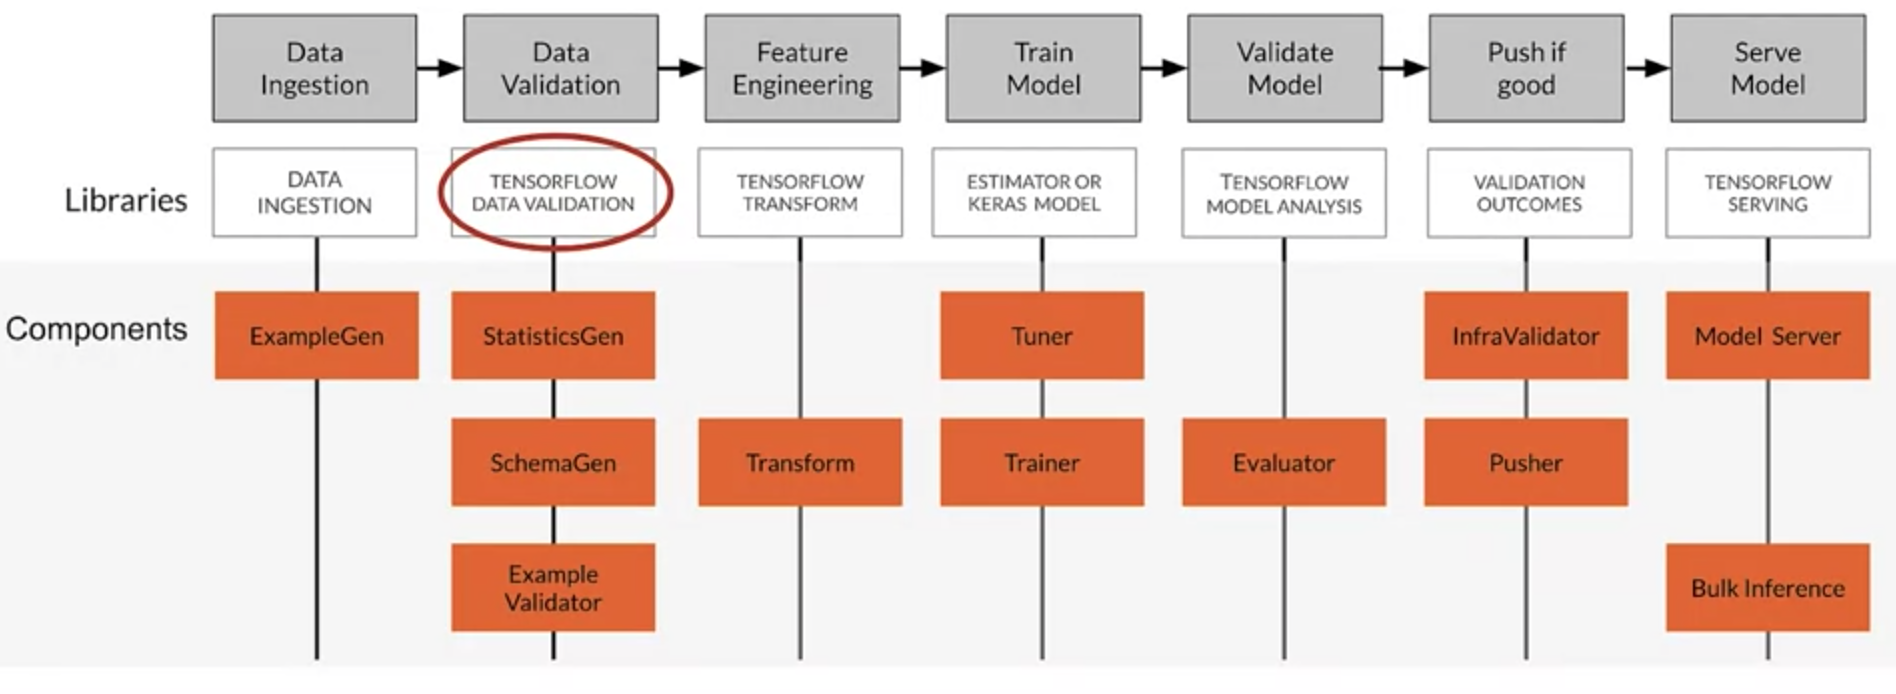 Data
Ingestion
Data
Validation
Feature
Engineering
Train
Model
Validate
Model
Push if
good
Serve
Model
Libraries
DATA
INGESTION
TENSORFLOW
DATA VALIDATION
TENSORFLOW
TRANSFORM
ESTIMATOR OR
KERAS MODEL
TENSORFLOW
MODEL ANALYSIS
VALIDATION
OUTCOMES
TENSORFLOW
SERVING
Components
ExampleGen
StatisticsGen
Tuner
InfraValidator
Model Server
SchemaGen
Transform
Trainer
Evaluator
Pusher
Example
Validator
Bulk Inference